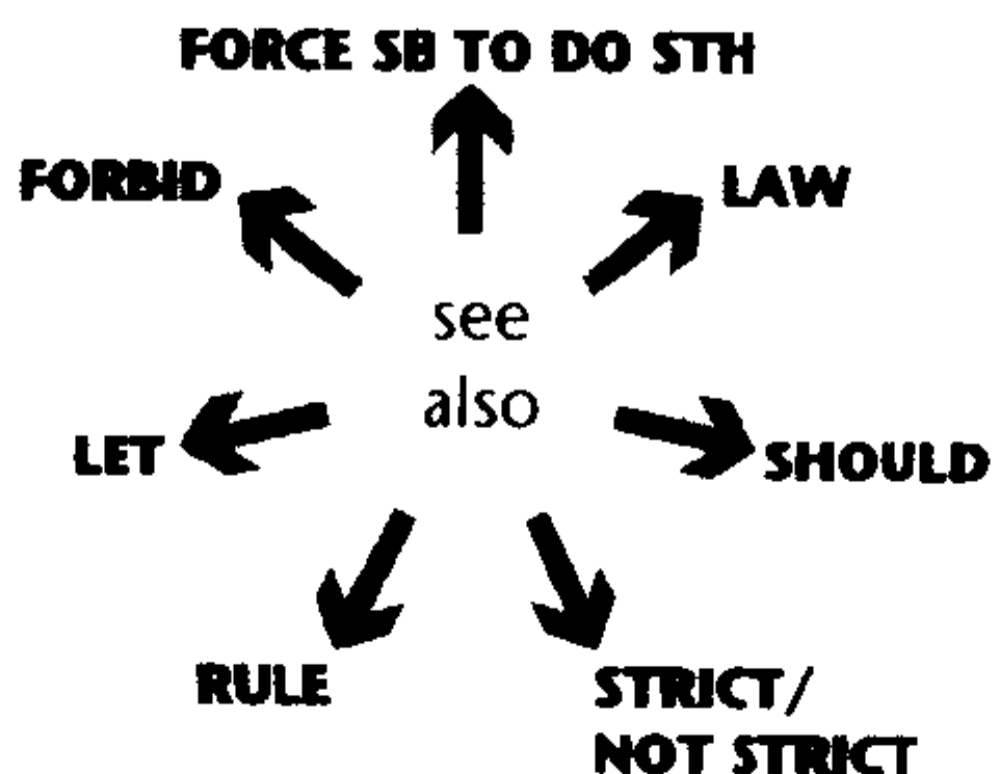 FORCE SB TO DO STH
FORBID
LAW
see
also
LET
SHOULD
RULE
STRICT/
NOT STRICT